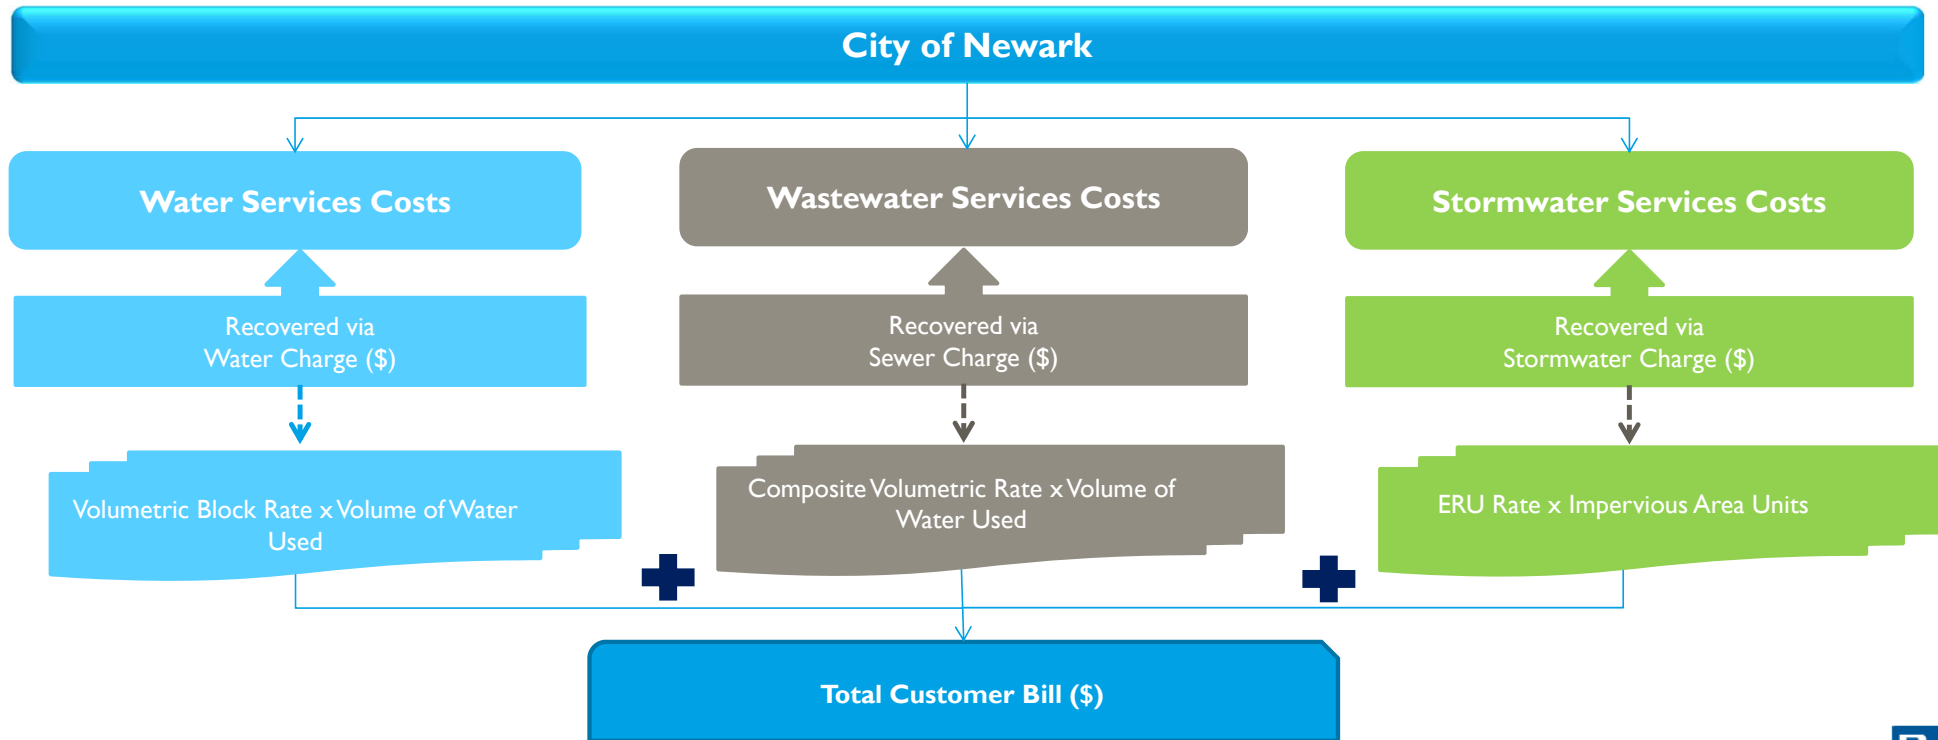 City of Newark
Water Services Costs
Wastewater Services Costs
Stormwater Services Costs
Recovered via
Water Charge ($)
Recovered via
Sewer Charge ($)
Recovered via
Stormwater Charge ($)
Volumetric Block Rate x Volume of Water
Used
Composite Volumetric Rate x Volume of
Water Used
ERU Rate x Impervious Area Units
Total Customer Bill ($)